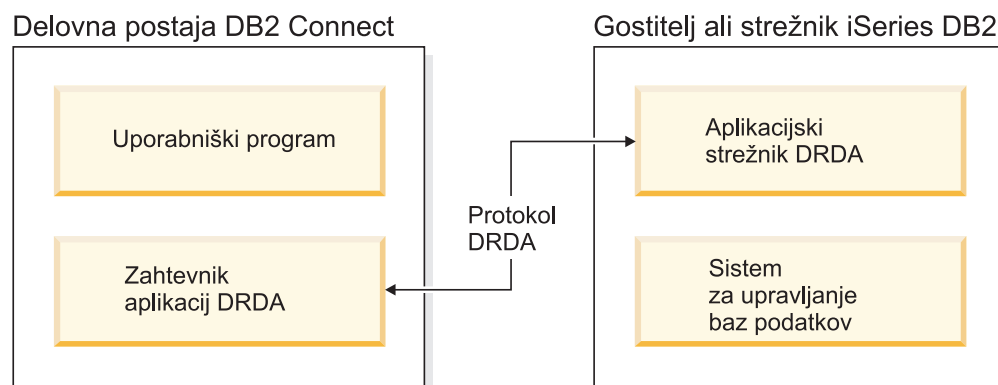 Delovna postaja DB2 Connect
Uporabniški program
Zahtevnik
aplikacij DRDA
Protokol
DRDA
Gostitelj ali strežnik iSeries DB2
Aplikacijski
strežnik DRDA
Sistem
za upravljanje
baz podatkov